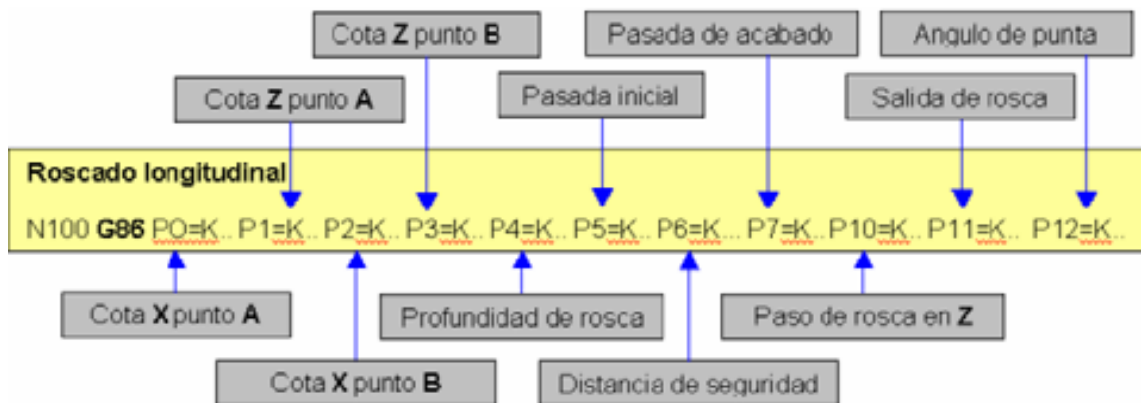 Cota Z punto B
Pasada de acabado
Angulo de punta
Cota Z punto A
Pasada inicial
Salida de rosca
Roscado longitudinal
N100 G86 PO=K.. P1=K.. P2=K.. P3=K.. P4=K.. P5=K.. P6=K.. P7=K.. P10=K.. P11=K.. P12=K..
Cota X punto A
Profundidad de rosca
Paso de rosca en Z
Cota X punto B
Distancia de seguridad